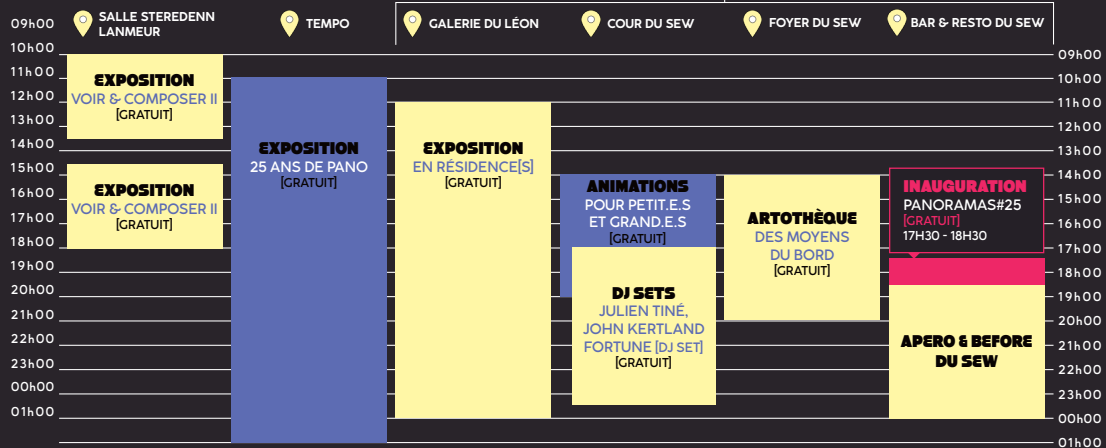 SALLE STEREDENN
LANMEUR
TEMPO
GALERIE DU LÉON
COUR DU SEW
FOYER DU SEW
BAR & RESTO DU SEW
09h00
10h00
11h00
12h00
13h00
14h00
15h00
16h00
17h00
18h00
19h00
20h00
21h00
22h00
23h00
00h00
01h00
EXPOSITION
VOIR & COMPOSER II
[GRATUIT]
EXPOSITION
VOIR & COMPOSER II
[GRATUIT]
EXPOSITION
25 ANS DE PANO
[GRATUIT]
EXPOSITION
EN RÉSIDENCE[S]
[GRATUIT]
ANIMATIONS
POUR PETIT.E.S
ET GRAND.E.S
[GRATUIT]
DJ SETS
JULIEN TINÉ,
JOHN KERTLAND
FORTUNE [DJ SET]
[GRATUIT]
ARTOTHÈQUE
DES MOYENS
DU BORD
[GRATUIT]
INAUGURATION
PANORAMAS#25
[GRATUIT]
17H30 - 18H30
APERO & BEFORE
DU SEW
09h00
10h00
11h00
12h00
13h00
14h00
15h00
16h00
17h00
18h00
19h00
20h00
21h00
22h00
23h00
00h00
01h00